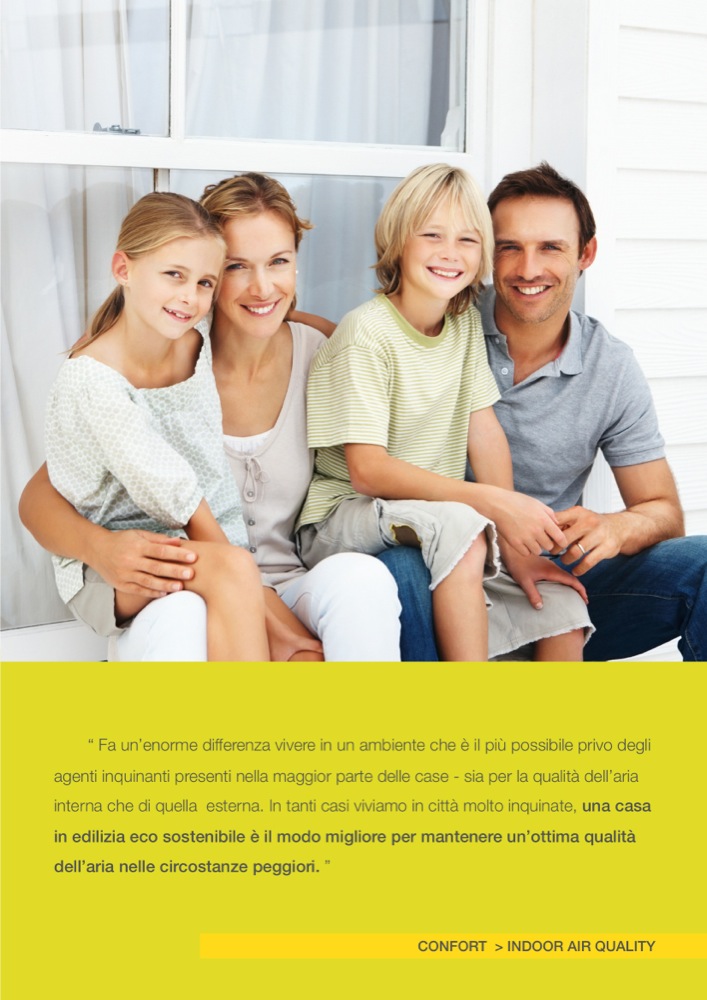 “ Fa un’enorme differenza vivere in un ambiente che è il più possibile privo degli
agenti inquinanti presenti nella maggior parte delle case - sia per la qualità dell’aria
interna che di quella  esterna. In tanti casi viviamo in città molto inquinate, una casa
in edilizia eco sostenibile è il modo migliore per mantenere un’ottima qualità
dell’aria nelle circostanze peggiori. ”
CONFORT  > INDOOR AIR QUALITY